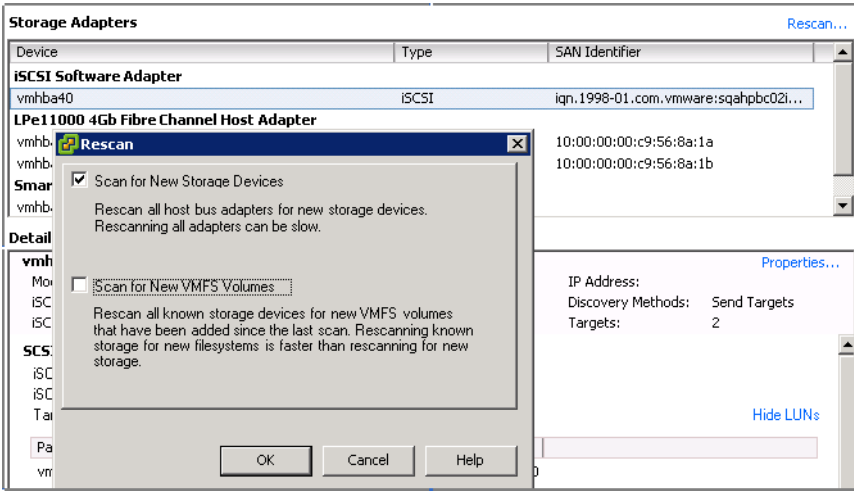 Storage Adapters
Rescan...
Device Type SAN Identifier
iSCSI Software Adapter
vmhba40 iSCSI iqn.1998-01.com.vmware:sqahpbc02i...
LPe11000 4Gb Fibre Channel Host Adapter
10:00:00:00:c9:56:8a:1a
10:00:00:00:c9:56:8a:1b
Rescan
Scan for New Storage Devices
Rescan all host bus adapters for new storage devices.
Rescanning all adapters can be slow.
Scan for New VMFS Volumes
Rescan all known storage devices for new VMFS volumes
that have been added since the last scan. Rescanning known
storage for new filesystems is faster than rescanning for new
storage.
OK Cancel Help
Properties...
IP Address:
Discovery Methods: Send Targets
Targets: 2
Hide LUNs